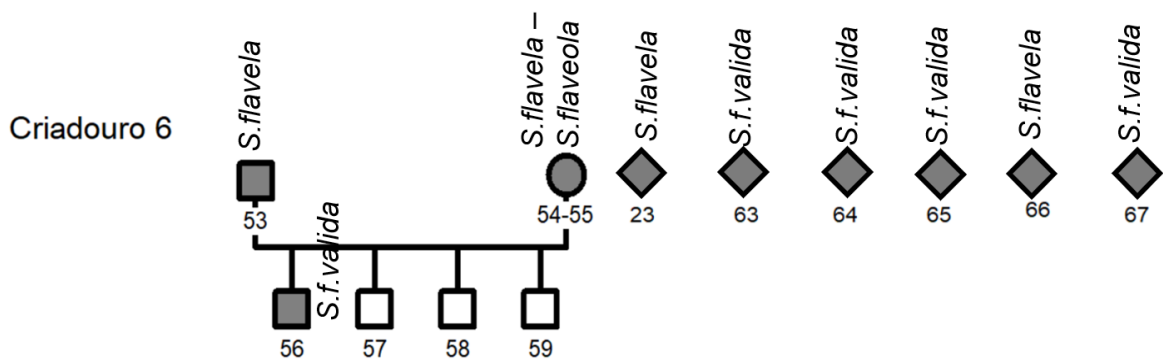 S.flavela
S.flavela –
S.flaveola
S.flavela
S.f.valida
S.f.valida
S.f.valida
S.flavela
S.f.valida
Criadouro 6
53
54-55
23
63
64
65
66
67
S.f.valida
56
57
58
59